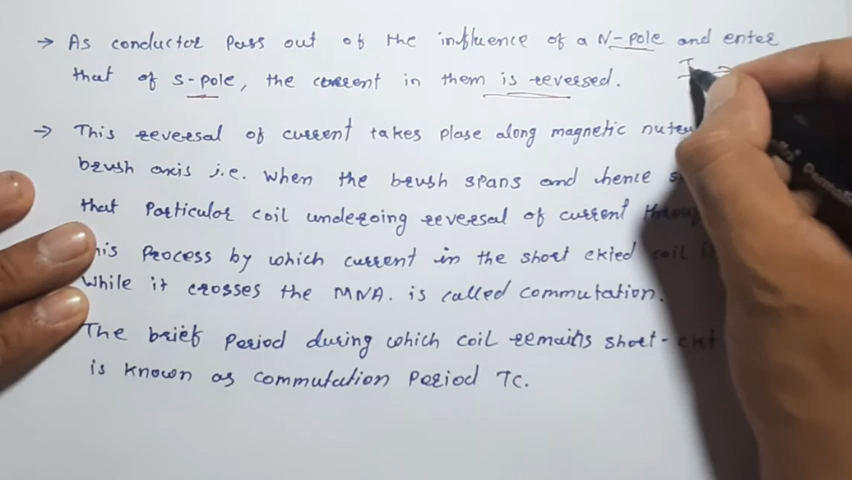 → As conductor pass out of the influence of a N-pole and enter
that of S-pole, the current in them is reversed. I
→ This reversal of current takes plase along magnetic
brush axis i.e. when the brush spans and hence
that Particular coil undergoing reversal of current
This Process by which current in the short ckted coil is
while it crosses the MNA. is called commutation.
The brief Period during which coil remains short-ckt
is known as commutation Period Tc.